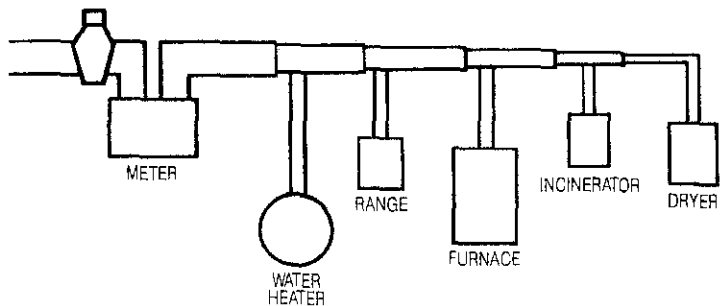 METER
WATER
HEATER
RANGE
FURNACE
INCINERATOR
DRYER